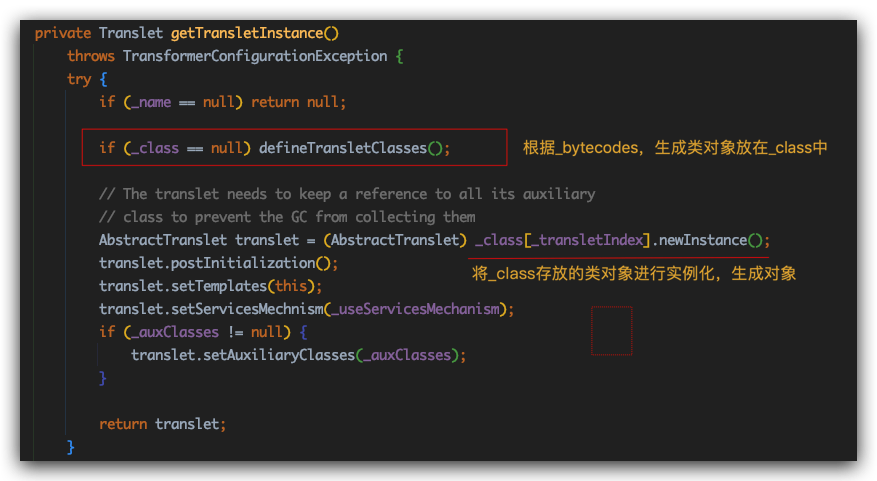 private Translet getTransletInstance()
throws TransformerConfigurationException {
try {
if (_name == null) return null;
if (_class == null) defineTransletClasses(); 根据_bytecodes，生成类对象放在_class中
// The translet needs to keep a reference to all its auxiliary
// class to prevent the GC from collecting them
AbstractTranslet translet = (AbstractTranslet) _class[_transletIndex].newInstance();
translet.postInitialization();
将_class存放的类对象进行实例化，生成对象
translet.setTemplates(this);
translet.setServicesMechnism(_useServicesMechanism);
if (_auxClasses != null) {
translet.setAuxiliaryClasses(_auxClasses);
}
return translet;
}